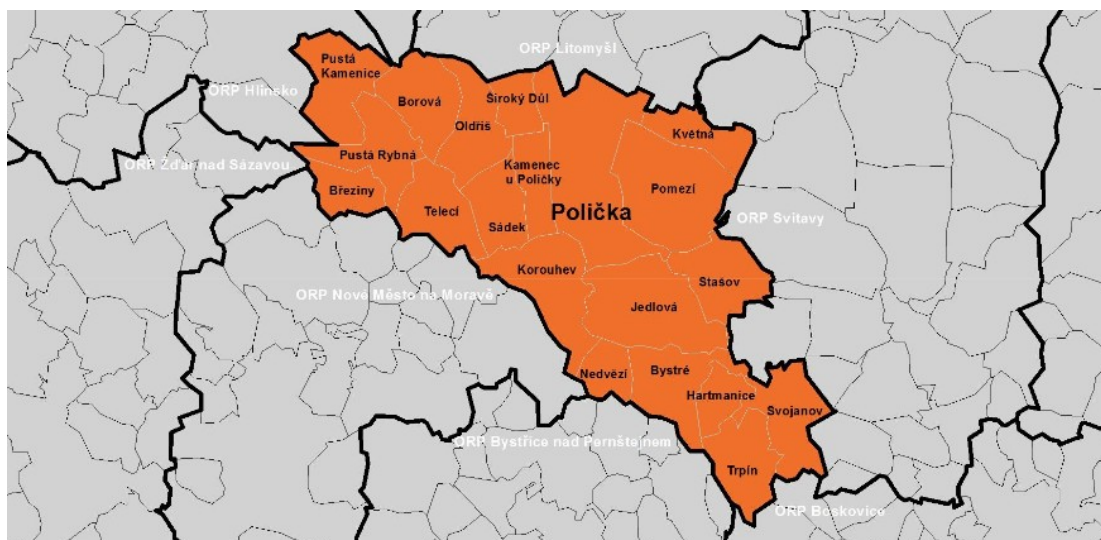 ORP Litomyšl
Pustá
Kamenice
ORP Hlinsko
Borová
Široký Důl
Oldřiš
Květná
Pustá Rybná
ORP Žďár nad Sázavou
Kamenec
u Poličky
Březiny
Pomezí
Telecí
Polička
ORP Svitavy
Sádek
Korouhev
Stašov
ORP Nové Město na Moravě
Jedlová
Nedvězí
Bystré
Hartmanice
Svojanov
ORP Bystřice nad Pernštejnem
Trpín
ORP Boskovice